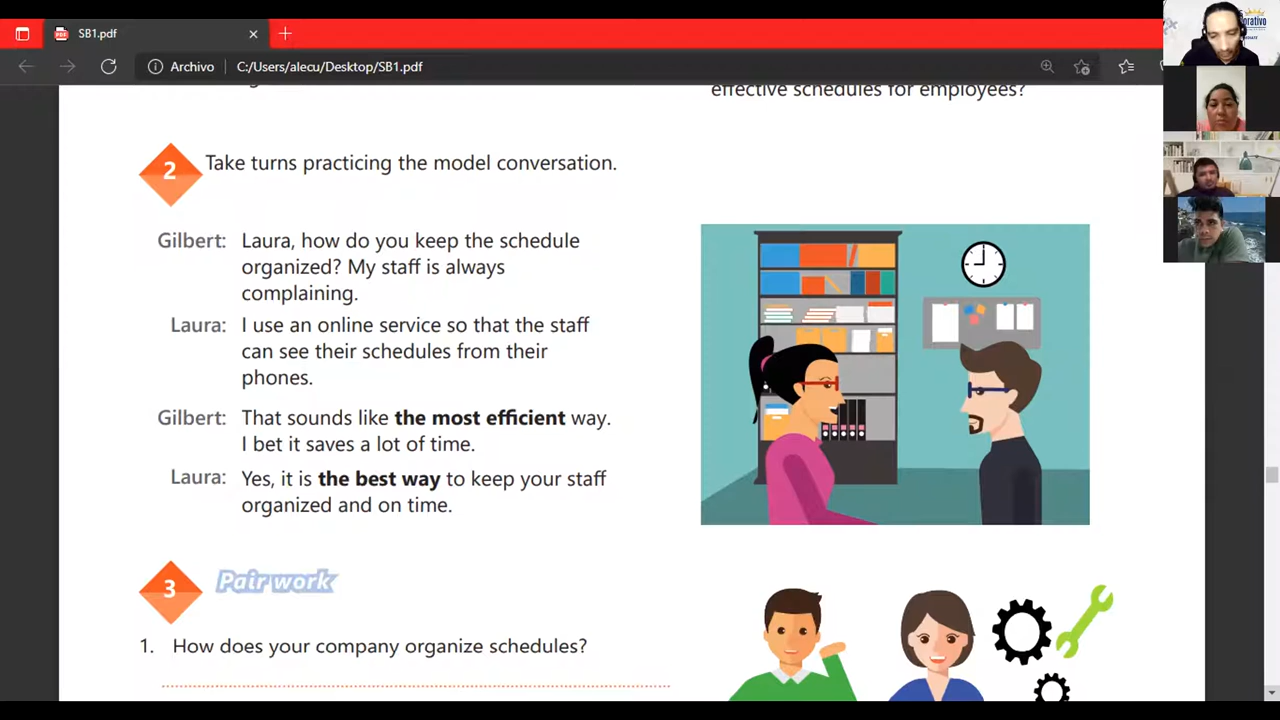 SB1.pdf
Archivo
C:/Users/alecu/Desktop/SB1.pdf
effective schedules for employees?
2
Take turns practicing the model conversation.
Gilbert: Laura, how do you keep the schedule
organized? My staff is always
complaining.
Laura: I use an online service so that the staff
can see their schedules from their
phones.
Gilbert: That sounds like the most efficient way.
I bet it saves a lot of time.
Laura: Yes, it is the best way to keep your staff
organized and on time.
3
Pair work
1. How does your company organize schedules?